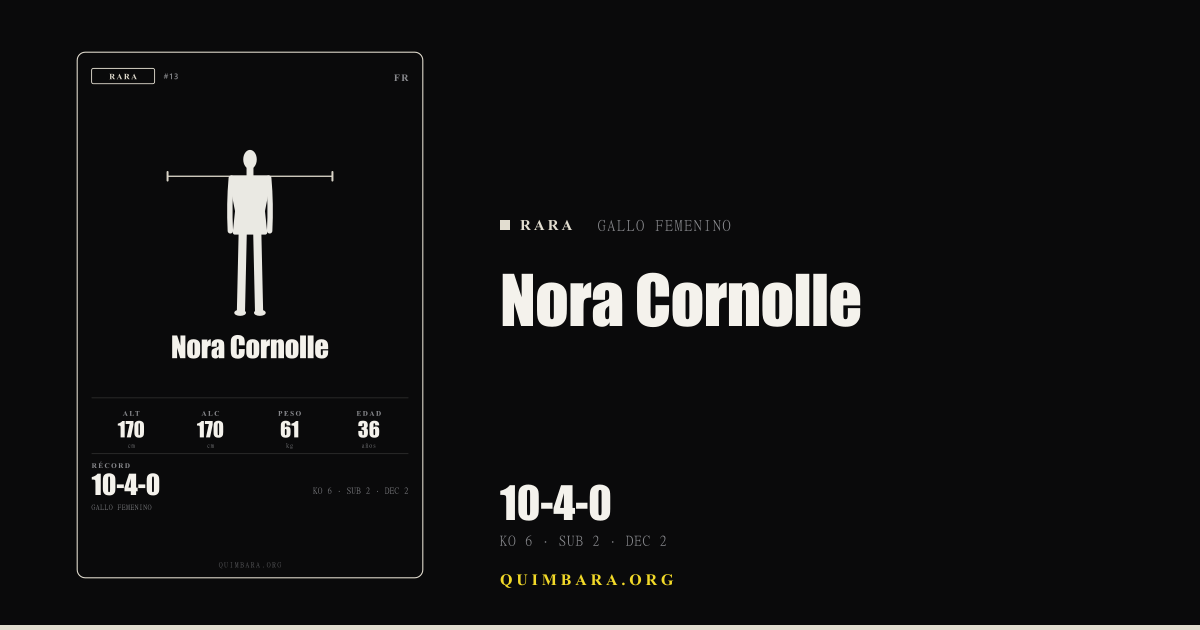 RARA #13 FR
Nora Cornolle
ALT ALC PESO EDAD
170 170 61 36
cm cm kg años
RÉCORD
10-4-0
KO 6 · SUB 2 · DEC 2
GALLO FEMENINO
QUIMBARA.ORG
RARA GALLO FEMENINO
Nora Cornolle
10-4-0
KO 6 · SUB 2 · DEC 2
QUIMBARA.ORG